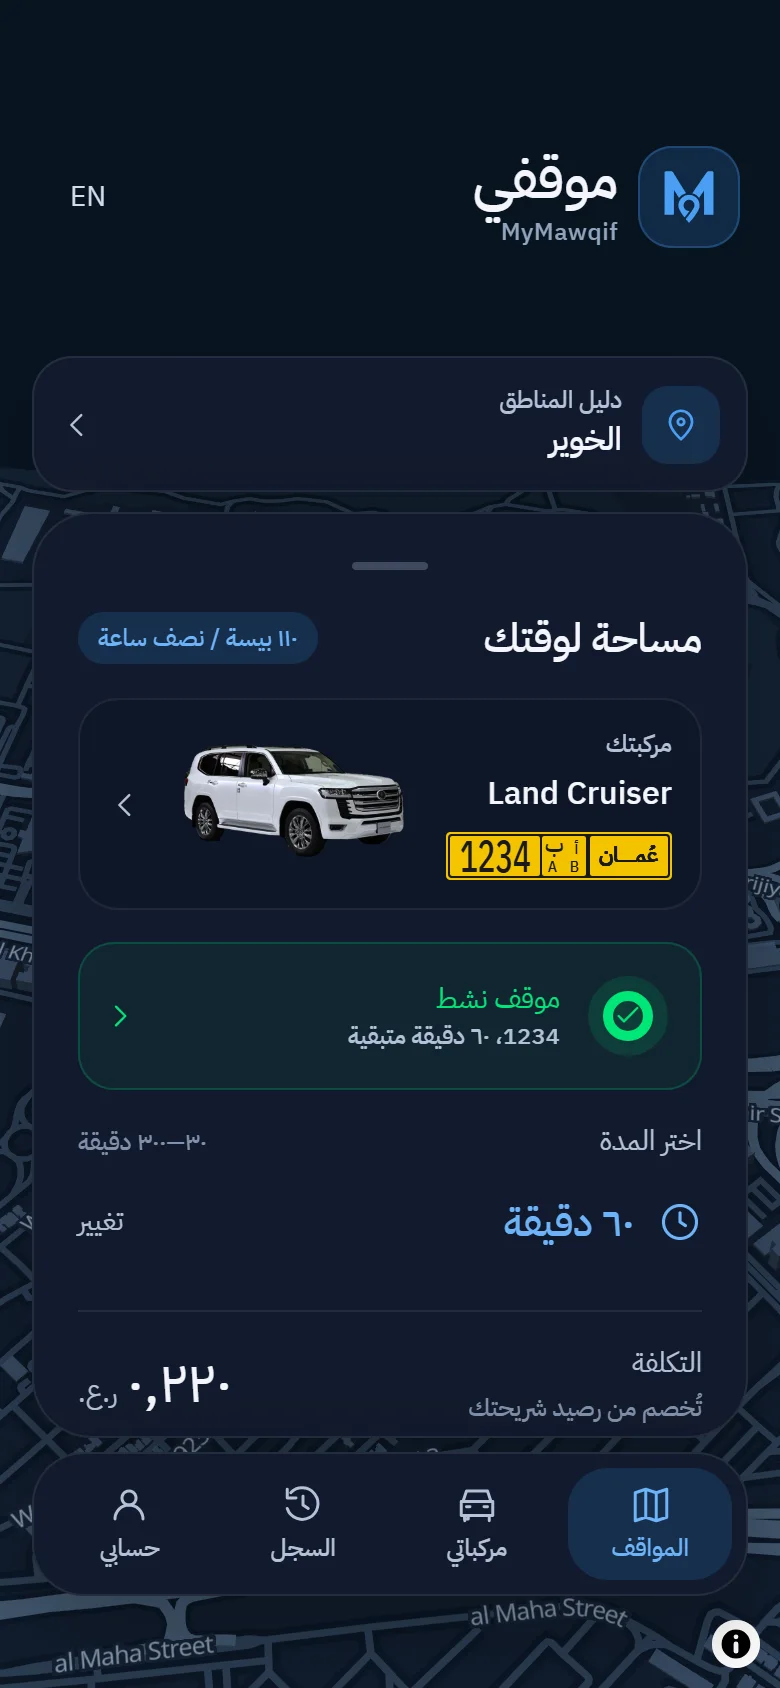 موقفي
MyMawqif
EN
دليل المناطق
الخوير
مساحة لوقتك
١١٠ بيسة / نصف ساعة
مركبتك
Land Cruiser
عُمـــان
أ ب
B A
1234
موقف نشط
1234، ٦٠ دقيقة متبقية
اختر المدة
٣٠–٣٠٠ دقيقة
٦٠ دقيقة
تغيير
التكلفة
٠,٢٢٠ ر.ع.
تُخصم من رصيد شريحتك
المواقف
مركباتي
السجل
حسابي
al Maha Street
al Maha Street